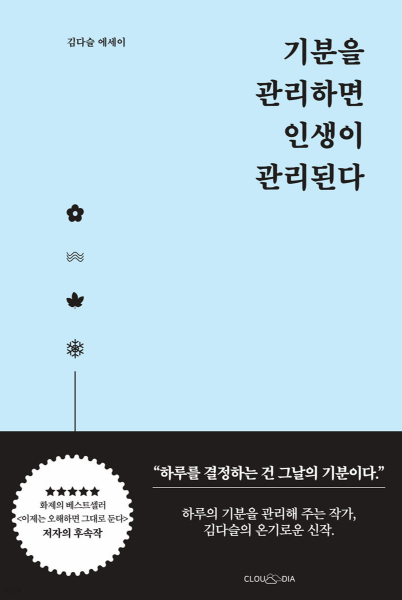 김다슬 에세이
기분을
관리하면
인생이
관리된다
“하루를 결정하는 건 그날의 기분이다.”
하루의 기분을 관리해 주는 작가,
김다슬의 온기로운 신작.
★★★★★
화제의 베스트셀러
<이제는 오해하면 그대로 둔다>
저자의 후속작
CLOUDIA